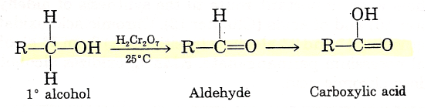 H H OH
R—C—OH H₂Cr₂O₇ 25°C R—C=O R—C=O
H
1° alcohol Aldehyde Carboxylic acid